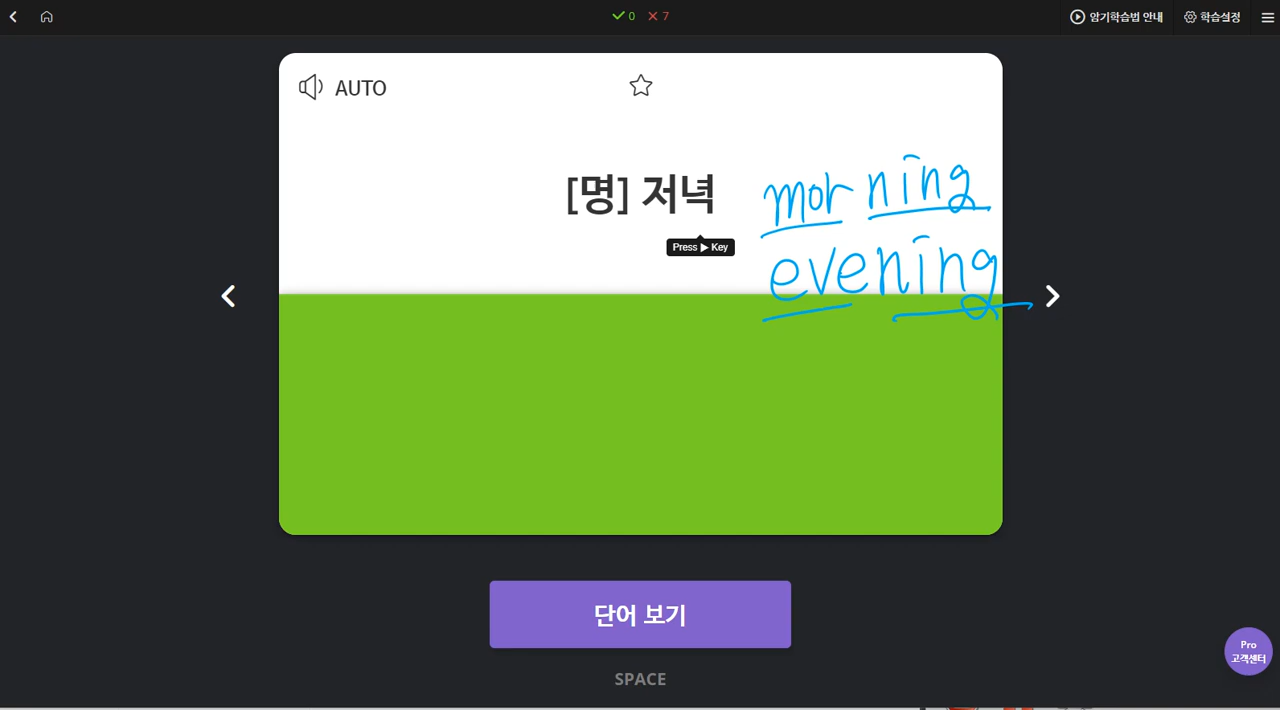 0 7 암기학습법 안내 학습설정
AUTO
[명] 저녁
morning
Press ▶ Key
evening
단어 보기
SPACE
Pro
고객센터